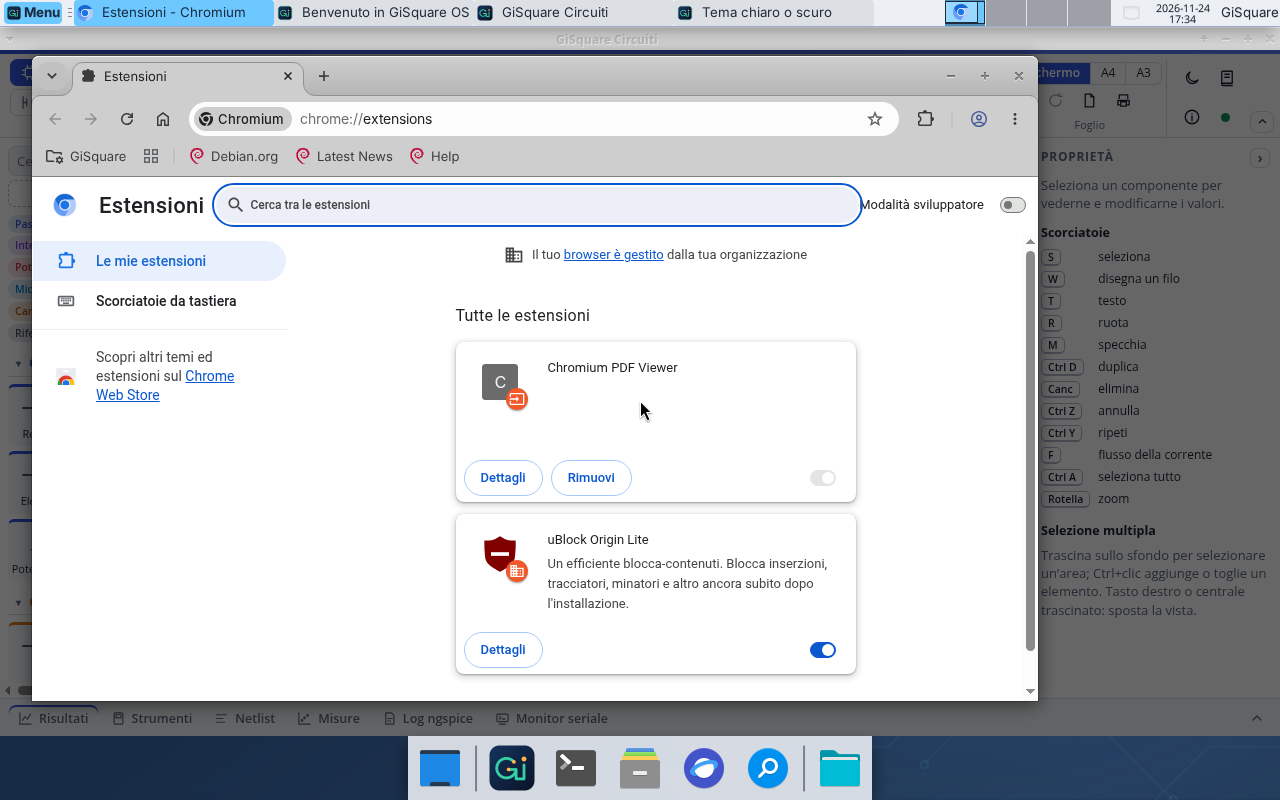 Menu
Estensioni - Chromium
Benvenuto in GiSquare OS
GiSquare Circuiti
Tema chiaro o scuro
2026-11-24
17:34
GiSquare
GiSquare Circuiti
Estensioni
Chromium
chrome://extensions
GiSquare
Debian.org
Latest News
Help
Estensioni
Cerca tra le estensioni
Modalità sviluppatore
Le mie estensioni
Scorciatoie da tastiera
Scopri altri temi ed
estensioni sul Chrome
Web Store
Il tuo browser è gestito dalla tua organizzazione
Tutte le estensioni
C
Chromium PDF Viewer
Dettagli
Rimuovi
uBlock Origin Lite
Un efficiente blocca-contenuti. Blocca inserzioni,
tracciatori, minatori e altro ancora subito dopo
l'installazione.
Dettagli
A4
A3
Foglio
PROPRIETÀ
Seleziona un componente per
vederne e modificarne i valori.
Scorciatoie
S seleziona
W disegna un filo
T testo
R ruota
M specchia
Ctrl D duplica
Canc elimina
Ctrl Z annulla
Ctrl Y ripeti
F flusso della corrente
Ctrl A seleziona tutto
Rotella zoom
Selezione multipla
Trascina sullo sfondo per selezionare
un'area; Ctrl+clic aggiunge o toglie un
elemento. Tasto destro o centrale
trascinato: sposta la vista.
Risultati
Strumenti
Netlist
Misure
Log ngspice
Monitor seriale